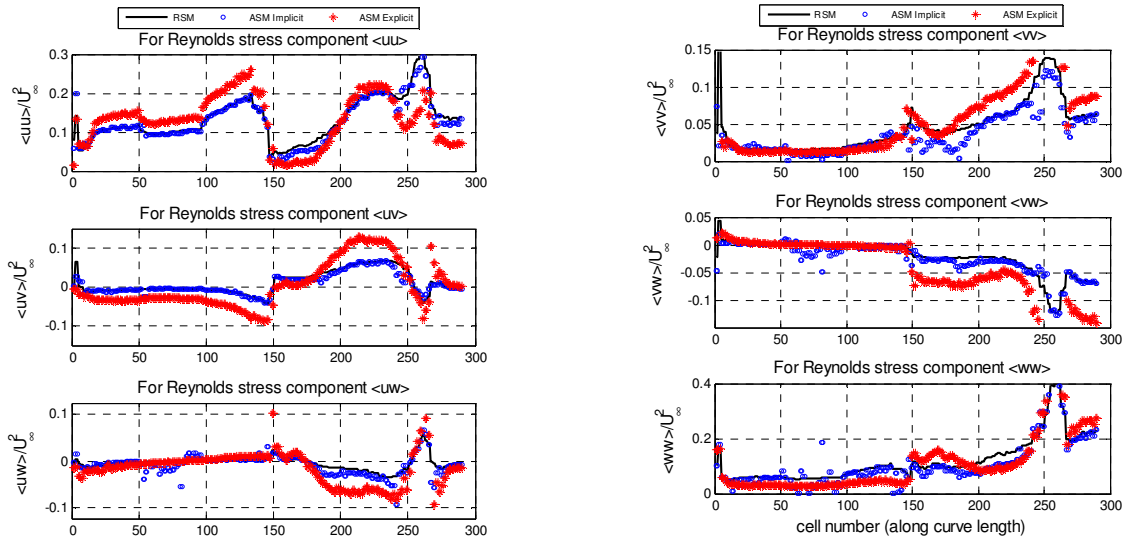 RSM ASM Implicit ASM Explicit
For Reynolds stress component <uu>
<uu>/U²∞
0.3
0.2
0.1
0
0 50 100 150 200 250 300
For Reynolds stress component <uv>
<uv>/U²∞
0.1
0
-0.1
0 50 100 150 200 250 300
For Reynolds stress component <uw>
<uw>/U²∞
0.1
0
-0.1
0 50 100 150 200 250 300
RSM ASM Implicit ASM Explicit
For Reynolds stress component <vv>
<vv>/U²∞
0.15
0.1
0.05
0
0 50 100 150 200 250 300
For Reynolds stress component <vw>
<vw>/U²∞
0.05
0
-0.05
-0.1
0 50 100 150 200 250 300
For Reynolds stress component <ww>
<ww>/U²∞
0.4
0.2
0
0 50 100 150 200 250 300
cell number (along curve length)